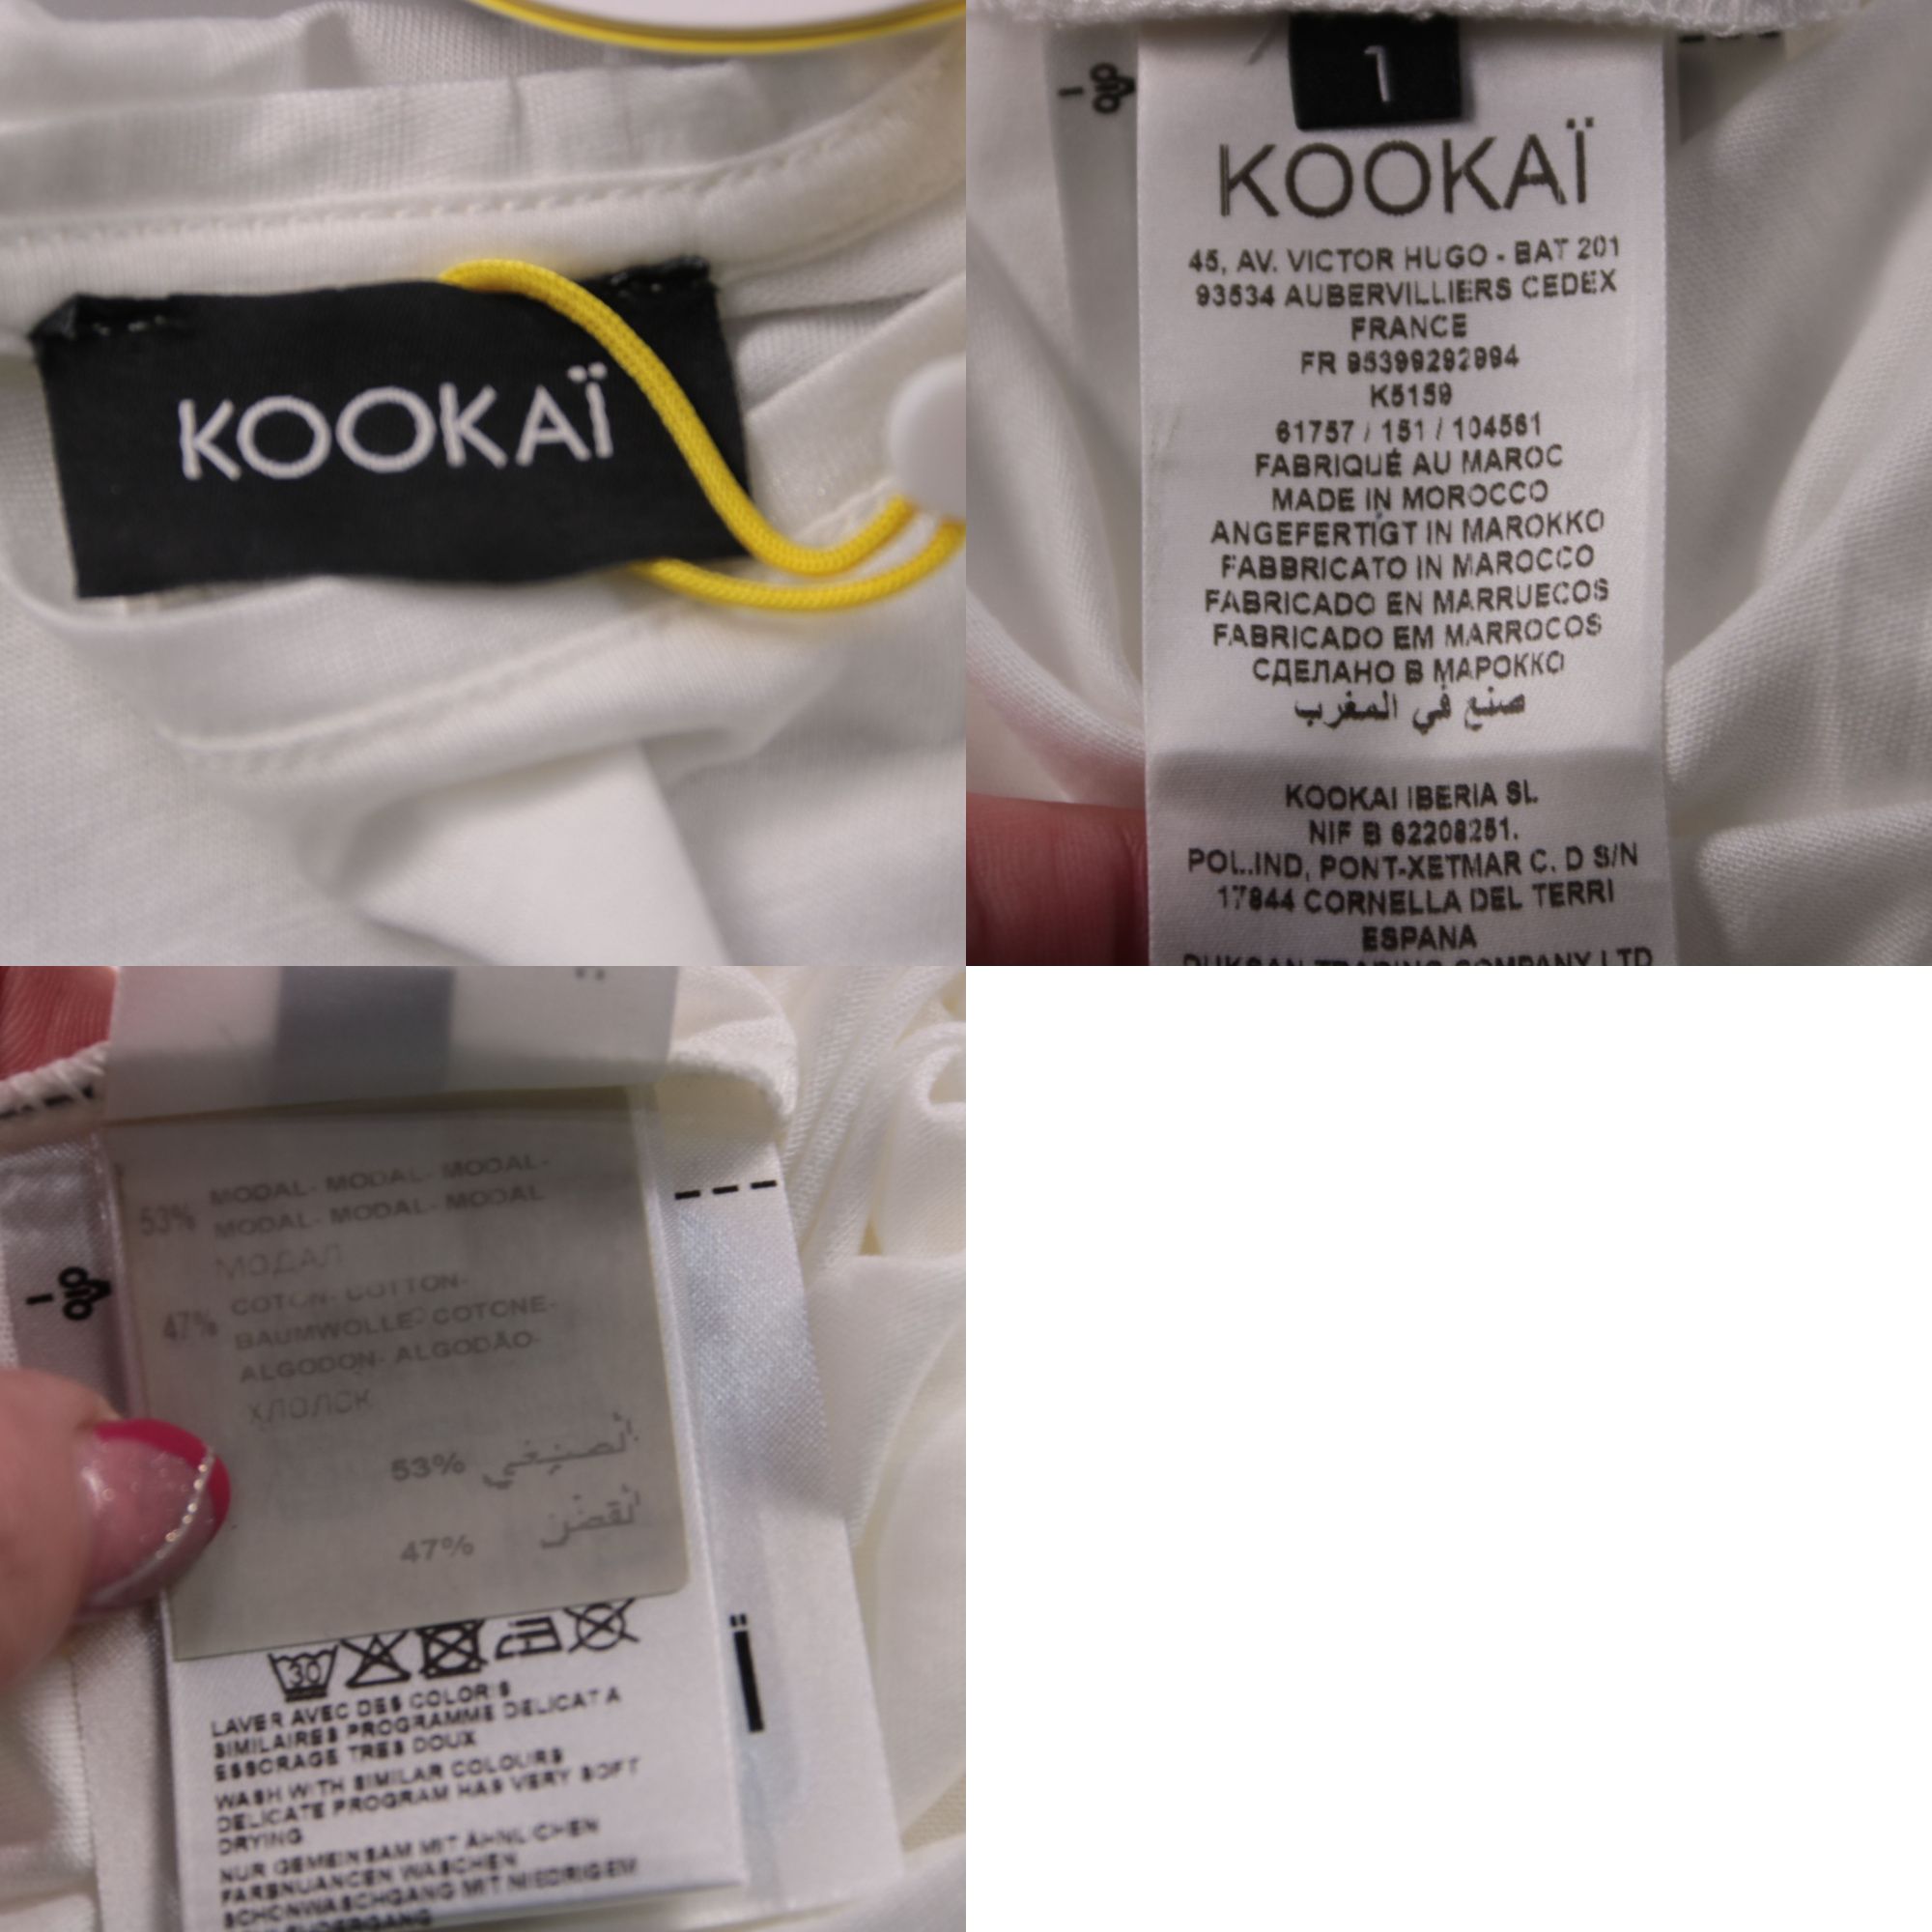 KOOKAÏ
1
KOOKAÏ
45, AV. VICTOR HUGO - BAT 201
93534 AUBERVILLIERS CEDEX
FRANCE
FR 95399292994
K5159
61757 / 151 / 104561
FABRIQUÉ AU MAROC
MADE IN MOROCCO
ANGEFERTIGT IN MAROKKO
FABBRICATO IN MAROCCO
FABRICADO EN MARRUECOS
FABRICADO EM MARROCOS
СДЕЛАНО В МАРОККО
صنع في المغرب
KOOKAI IBERIA SL
NIF B 62208251.
POL.IND, PONT-XETMAR C. D S/N
17844 CORNELLA DEL TERRI
ESPANA
DUKSAN TRADING COMPANY LTD
53% MODAL- MODAL- MODAL-
MODAL- MODAL- MODAL
МОДАЛ
47% COTON- COTTON-
BAUMWOLLE- COTONE-
ALGODON- ALGODÃO-
ХЛОПОК
53%
47%
30
LAVER AVEC DES COLORIS
SIMILAIRES PROGRAMME DELICAT A
ESSORAGE TRES DOUX
WASH WITH SIMILAR COLOURS
DELICATE PROGRAM HAS VERY SOFT
DRYING
NUR GEMEINSAM MIT ÄHNLICHEN
FARBNUANCEN WASCHEN
SCHONWASCHGANG MIT NIEDRIGEM
Ï